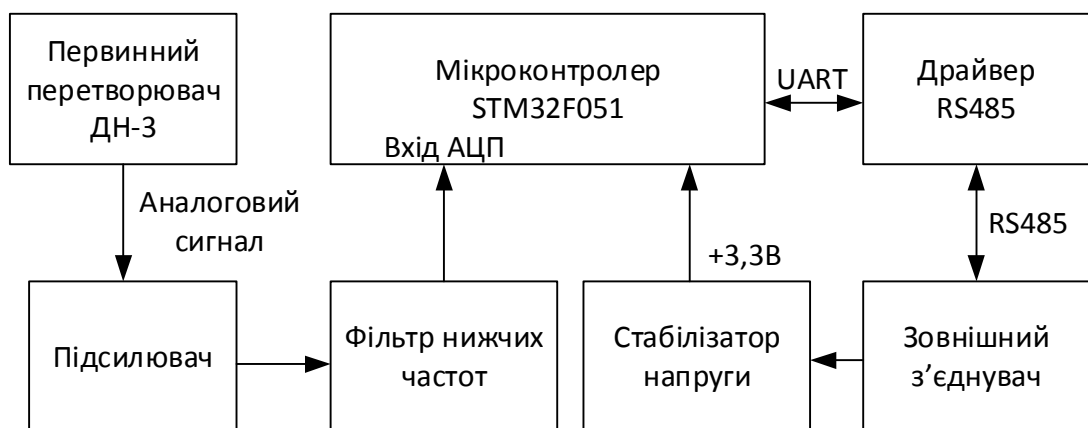 Первинний
перетворювач
ДН-3
Мікроконтролер
STM32F051
Вхід АЦП
UART
Драйвер
RS485
Аналоговий
сигнал
+3,3В
RS485
Підсилювач
Фільтр нижчих
частот
Стабілізатор
напруги
Зовнішний
з’єднувач